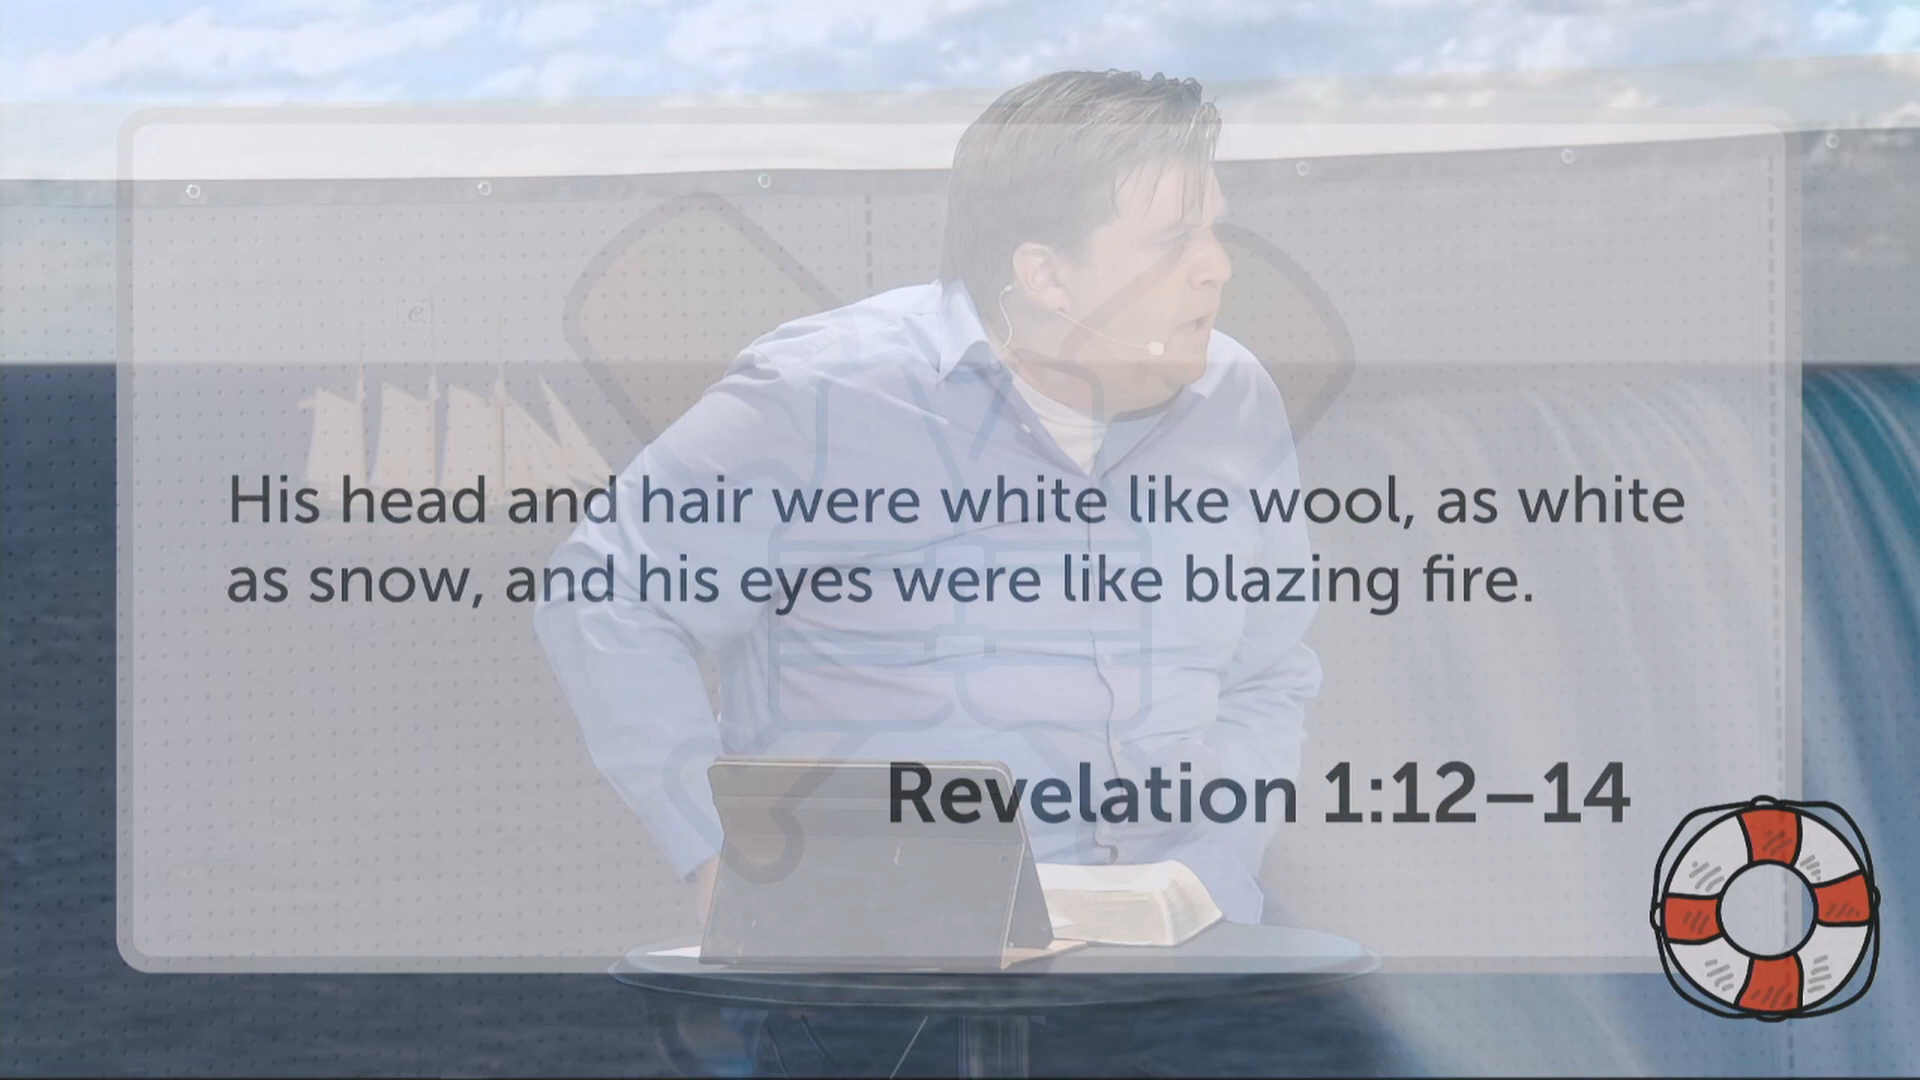 His head and hair were white like wool, as white
as snow, and his eyes were like blazing fire.
Revelation 1:12–14